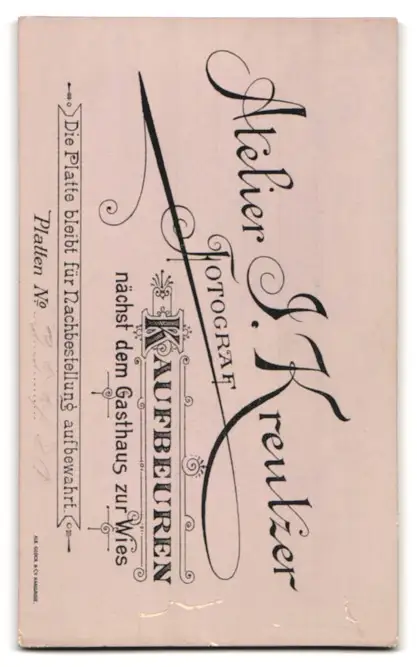 Atelier J. Kreutzer
Fotograf
Kaufbeuren
nächst dem Gasthaus zur Wies
Die Platte bleibt für Nachbestellung aufbewahrt.
Platten No